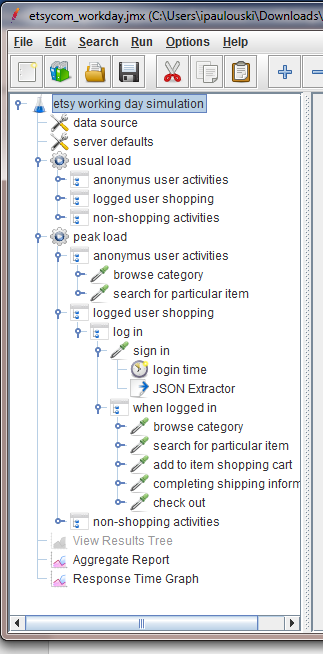 etsycom_workday.jmx (C:\Users\ipaulouski\Downloads\
File Edit Search Run Options Help
etsy working day simulation
data source
server defaults
usual load
anonymus user activities
logged user shopping
non-shopping activities
peak load
anonymus user activities
browse category
search for particular item
logged user shopping
log in
sign in
login time
JSON Extractor
when logged in
browse category
search for particular item
add to item shopping cart
completing shipping inform
check out
non-shopping activities
View Results Tree
Aggregate Report
Response Time Graph